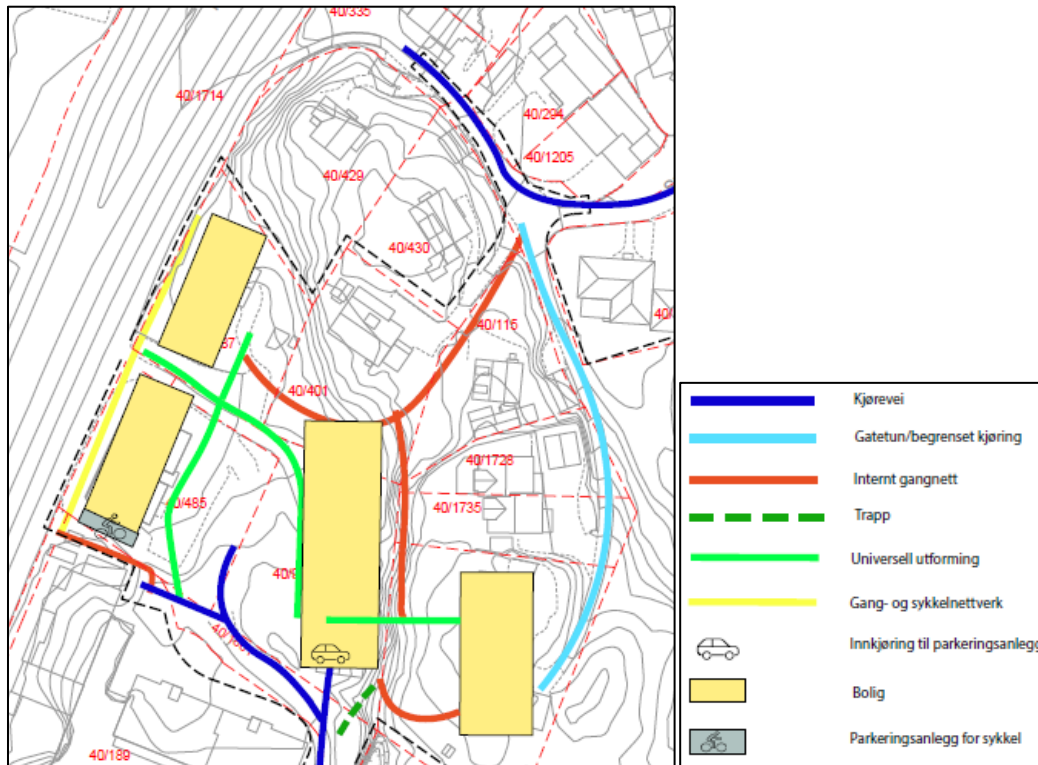 40/335
40/1714
40/294
40/1205
40/429
40/430
40/115
40/401
40/1728
40/485
40/1735
40/189
Kjørevei
Gatetun/begrenset kjøring
Internt gangnett
Trapp
Universell utforming
Gang- og sykkelnettverk
Innkjøring til parkeringsanlegg
Bolig
Parkeringsanlegg for sykkel